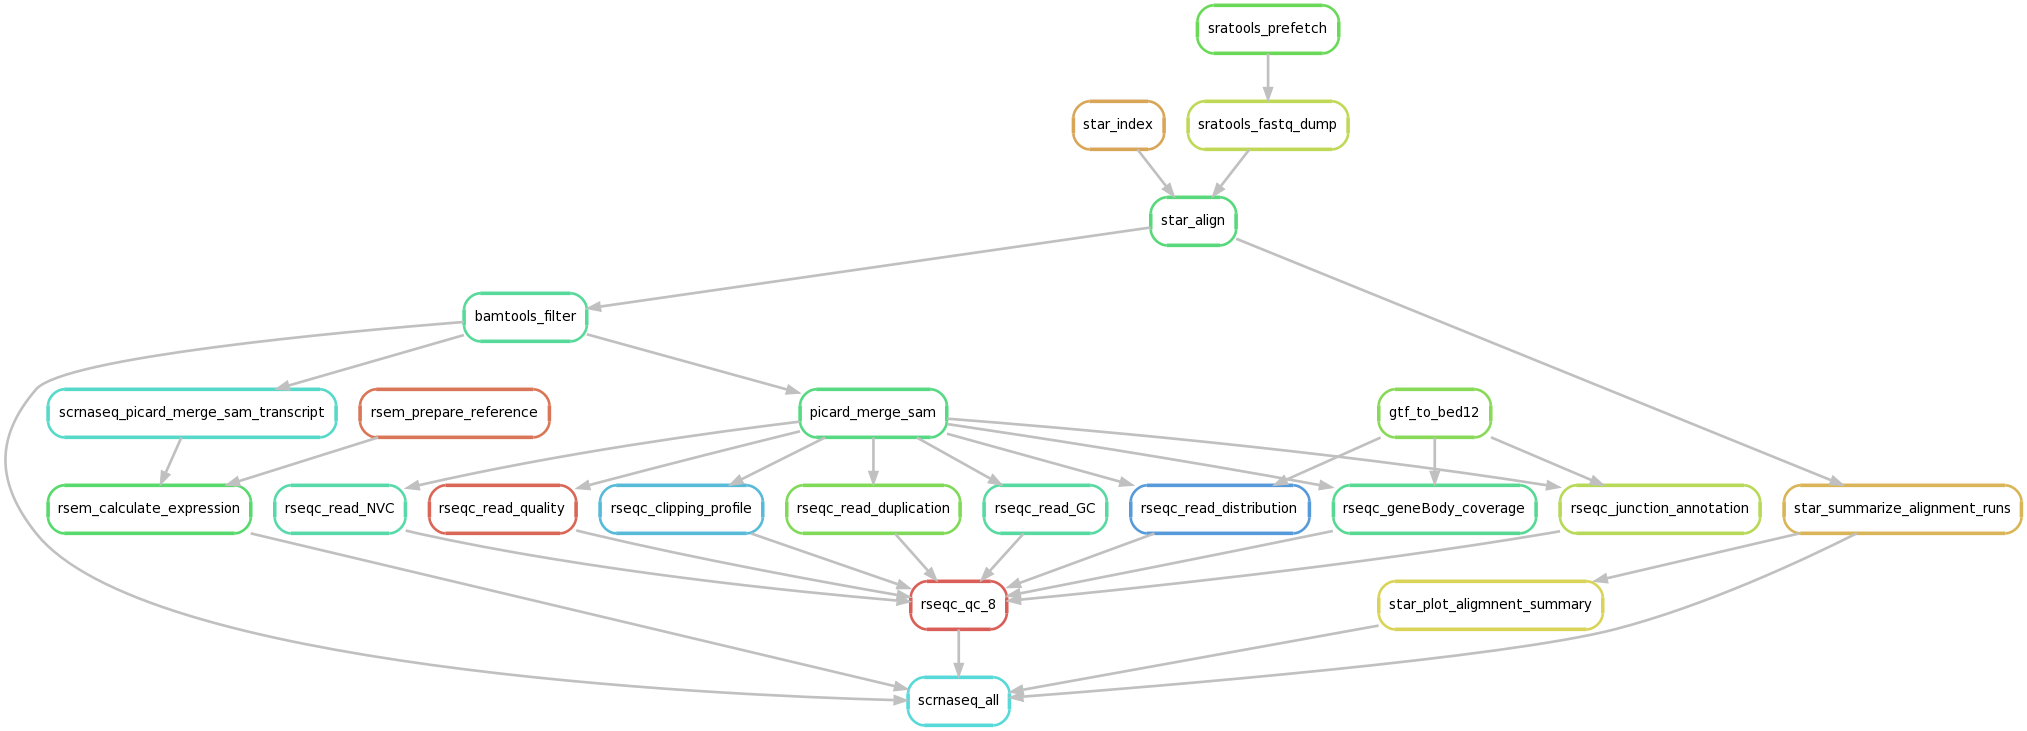 sratools_prefetch
star_index
sratools_fastq_dump
star_align
bamtools_filter
scrnaseq_picard_merge_sam_transcript
rsem_prepare_reference
picard_merge_sam
gtf_to_bed12
rsem_calculate_expression
rseqc_read_NVC
rseqc_read_quality
rseqc_clipping_profile
rseqc_read_duplication
rseqc_read_GC
rseqc_read_distribution
rseqc_geneBody_coverage
rseqc_junction_annotation
star_summarize_alignment_runs
rseqc_qc_8
star_plot_aligmnent_summary
scrnaseq_all